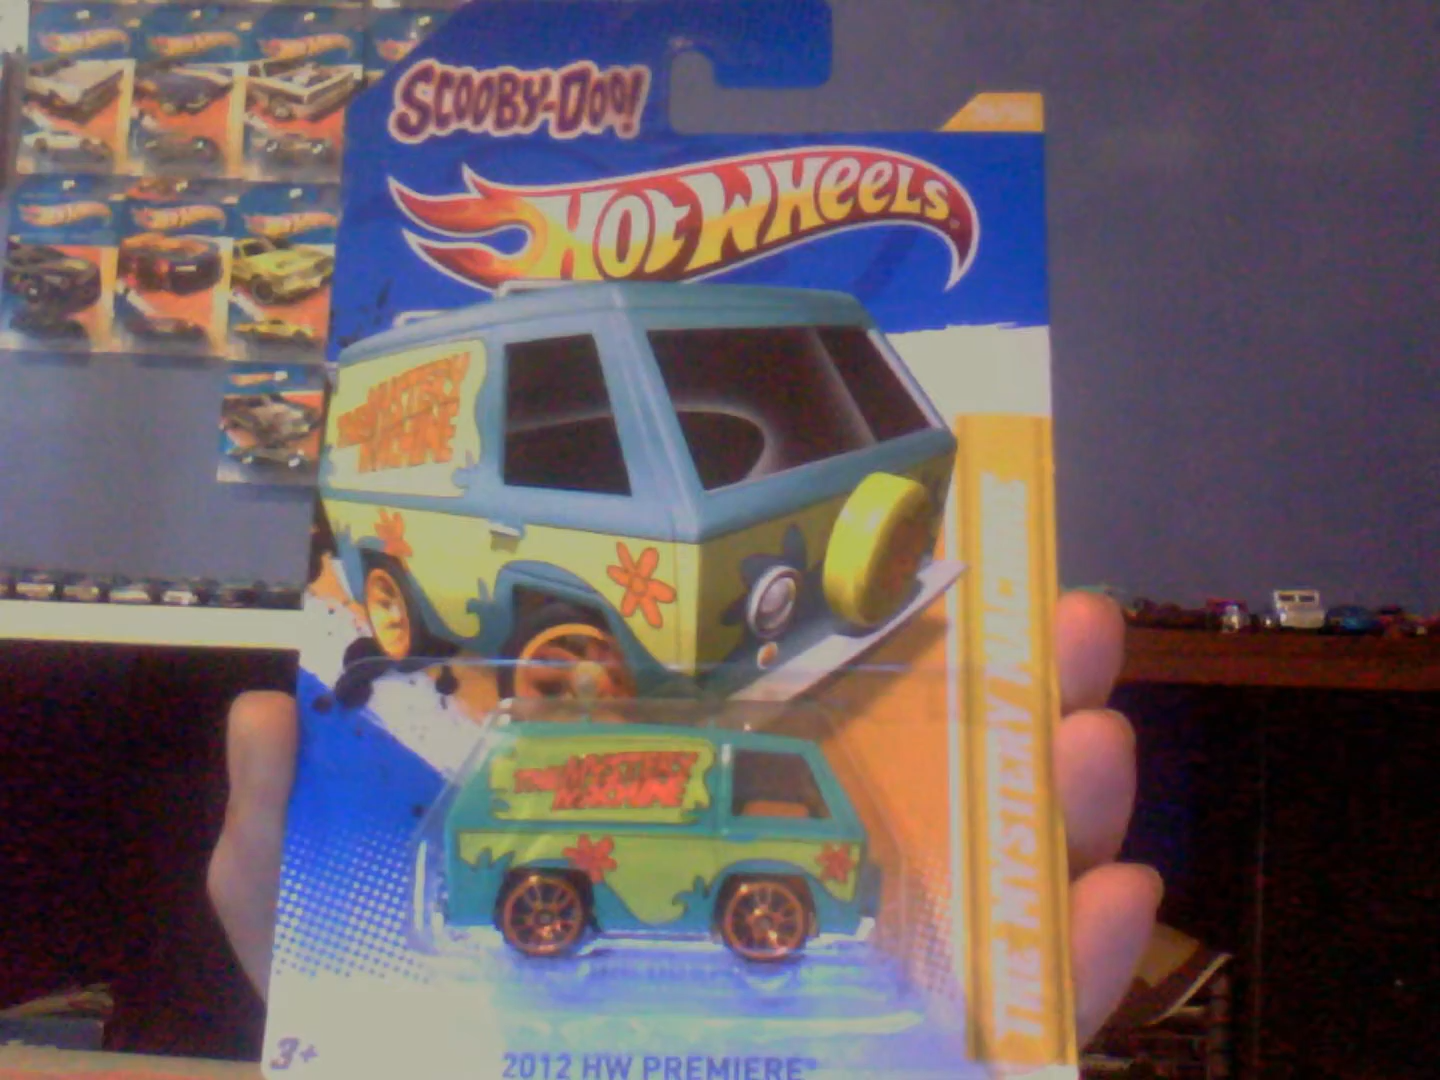 SCOOBY-DOO!
HOT WHEELS
THE MYSTERY
MACHINE
THE MYSTERY MACHINE
THE MYSTERY
MACHINE
3+
2012 HW PREMIERE